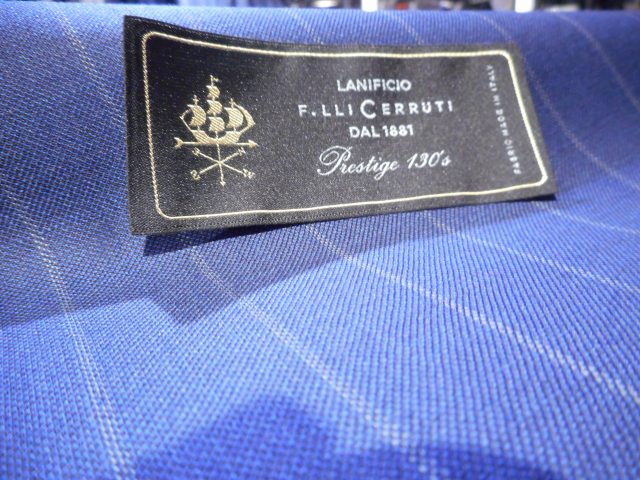 LANIFICIO
F.LLI CERRUTI
DAL 1881
Prestige 130's
FABRIC MADE IN ITALY